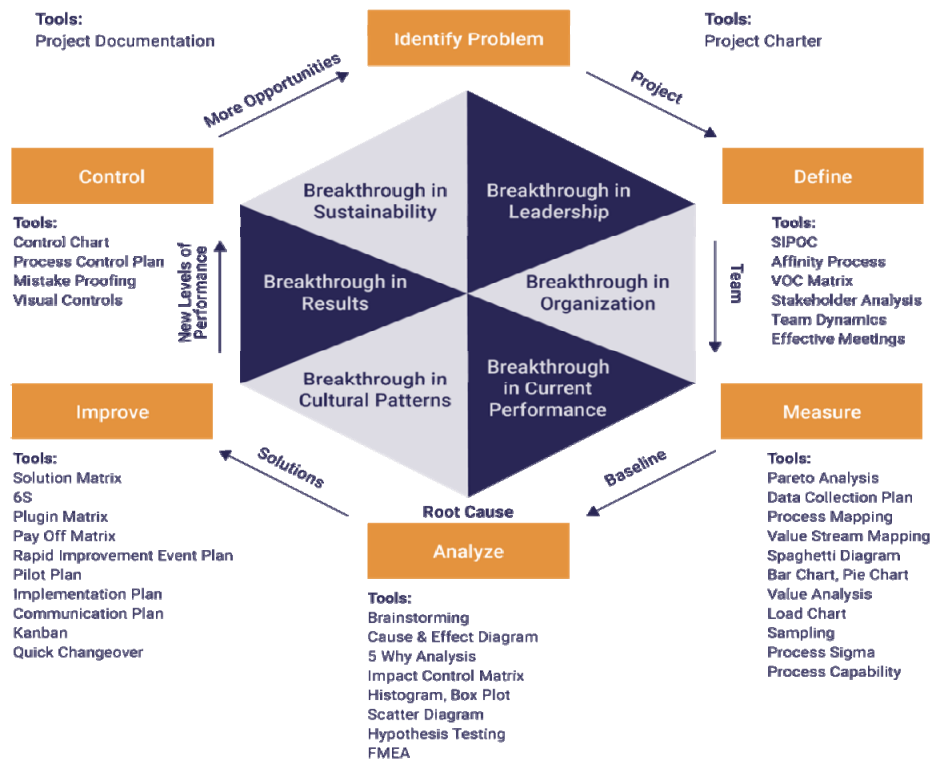 Tools:
Project Documentation
Identify Problem
Tools:
Project Charter
More Opportunities
Project
Control
Define
Tools:
Control Chart
Process Control Plan
Mistake Proofing
Visual Controls
New Levels of
Performance
Breakthrough in
Sustainability
Breakthrough in
Leadership
Breakthrough in
Results
Breakthrough in
Organization
Breakthrough in
Cultural Patterns
Breakthrough
in Current
Performance
Team
Tools:
SIPOC
Affinity Process
VOC Matrix
Stakeholder Analysis
Team Dynamics
Effective Meetings
Improve
Measure
Tools:
Solution Matrix
6S
Plugin Matrix
Pay Off Matrix
Rapid Improvement Event Plan
Pilot Plan
Implementation Plan
Communication Plan
Kanban
Quick Changeover
Solutions
Baseline
Root Cause
Analyze
Tools:
Brainstorming
Cause & Effect Diagram
5 Why Analysis
Impact Control Matrix
Histogram, Box Plot
Scatter Diagram
Hypothesis Testing
FMEA
Tools:
Pareto Analysis
Data Collection Plan
Process Mapping
Value Stream Mapping
Spaghetti Diagram
Bar Chart, Pie Chart
Value Analysis
Load Chart
Sampling
Process Sigma
Process Capability